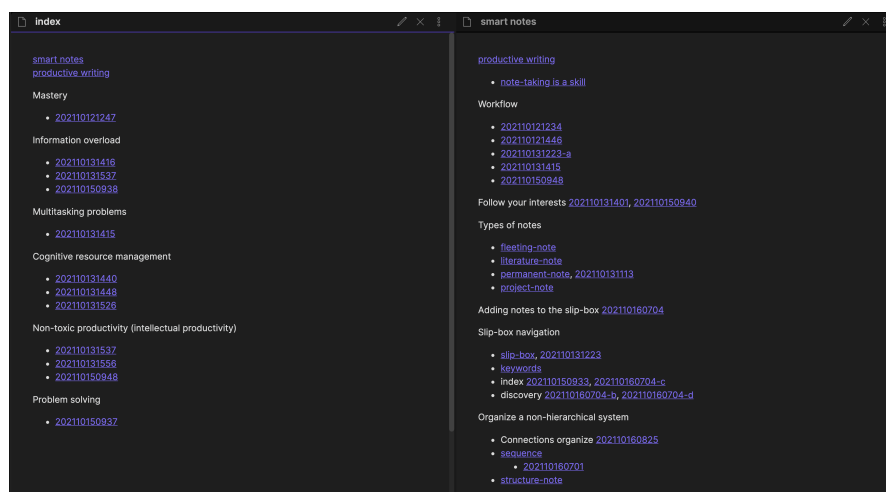 index
smart notes
productive writing
Mastery
202110121247
Information overload
202110131416
202110131537
202110150938
Multitasking problems
202110131415
Cognitive resource management
202110131440
202110131448
202110131526
Non-toxic productivity (intellectual productivity)
202110131537
202110131556
202110150948
Problem solving
202110150937
smart notes
productive writing
note-taking is a skill
Workflow
202110121234
202110121446
202110131223-a
202110131415
202110150948
Follow your interests 202110131401, 202110150940
Types of notes
fleeting-note
literature-note
permanent-note, 202110131113
project-note
Adding notes to the slip-box 202110160704
Slip-box navigation
slip-box, 202110131223
keywords
index 202110150933, 202110160704-c
discovery 202110160704-b, 202110160704-d
Organize a non-hierarchical system
Connections organize 202110160825
sequence
202110160701
structure-note